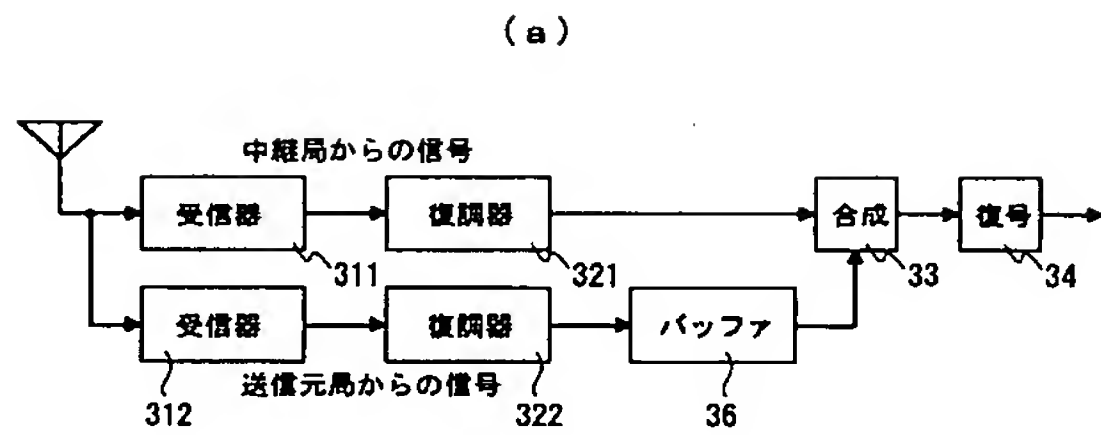 (a)
中継局からの信号
受信器
復調器
合成
復号
311
321
33
34
受信器
復調器
バッファ
送信元局からの信号
312
322
36